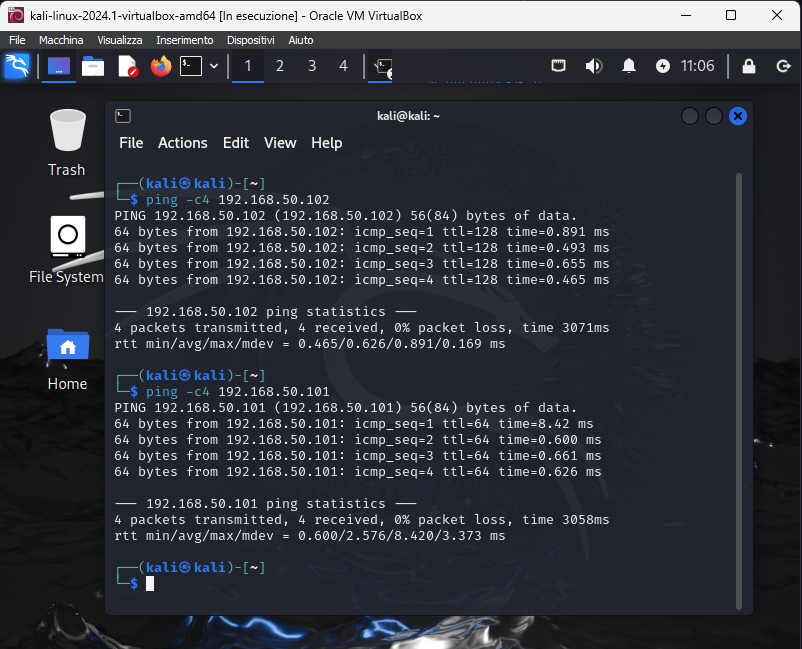 kali-linux-2024.1-virtualbox-amd64 [In esecuzione] - Oracle VM VirtualBox
File Macchina Visualizza Inserimento Dispositivi Aiuto
1 2 3 4 11:06
Trash
File System
Home
kali@kali: ~
File Actions Edit View Help
┌──(kali㉿kali)-[~]
└─$ ping -c4 192.168.50.102
PING 192.168.50.102 (192.168.50.102) 56(84) bytes of data.
64 bytes from 192.168.50.102: icmp_seq=1 ttl=128 time=0.891 ms
64 bytes from 192.168.50.102: icmp_seq=2 ttl=128 time=0.493 ms
64 bytes from 192.168.50.102: icmp_seq=3 ttl=128 time=0.655 ms
64 bytes from 192.168.50.102: icmp_seq=4 ttl=128 time=0.465 ms
--- 192.168.50.102 ping statistics ---
4 packets transmitted, 4 received, 0% packet loss, time 3071ms
rtt min/avg/max/mdev = 0.465/0.626/0.891/0.169 ms
┌──(kali㉿kali)-[~]
└─$ ping -c4 192.168.50.101
PING 192.168.50.101 (192.168.50.101) 56(84) bytes of data.
64 bytes from 192.168.50.101: icmp_seq=1 ttl=64 time=8.42 ms
64 bytes from 192.168.50.101: icmp_seq=2 ttl=64 time=0.600 ms
64 bytes from 192.168.50.101: icmp_seq=3 ttl=64 time=0.661 ms
64 bytes from 192.168.50.101: icmp_seq=4 ttl=64 time=0.626 ms
--- 192.168.50.101 ping statistics ---
4 packets transmitted, 4 received, 0% packet loss, time 3058ms
rtt min/avg/max/mdev = 0.600/2.576/8.420/3.373 ms
┌──(kali㉿kali)-[~]
└─$